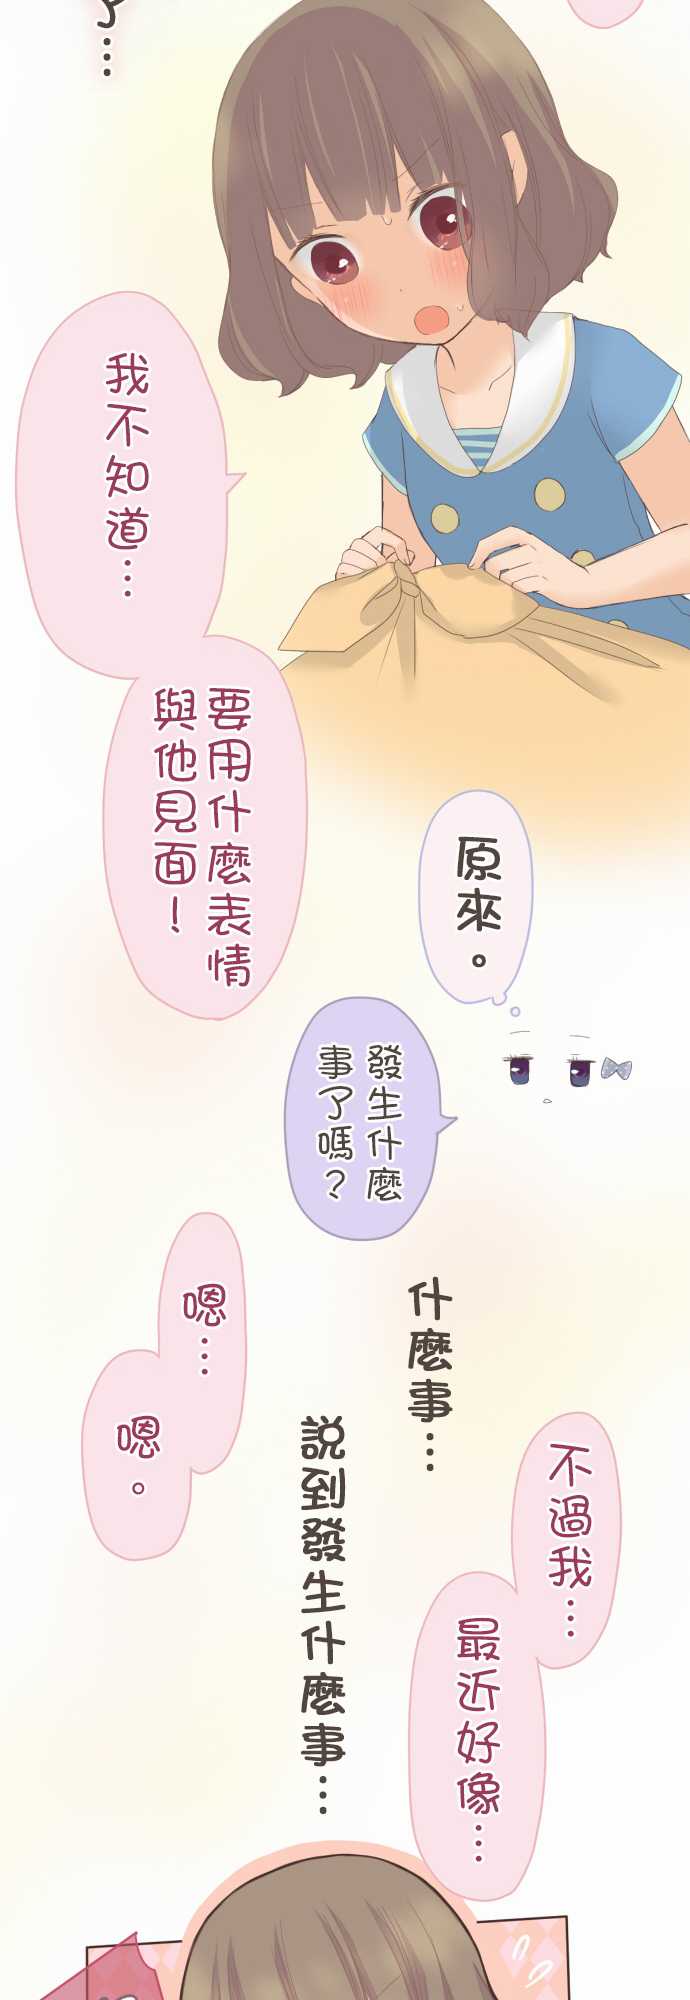 我不知道…
要用什麼表情
與他見面！
原來。
發生什麼
事了嗎？
什麼事…
嗯…
嗯。
說到發生什麼事…
不過我…
最近好像…